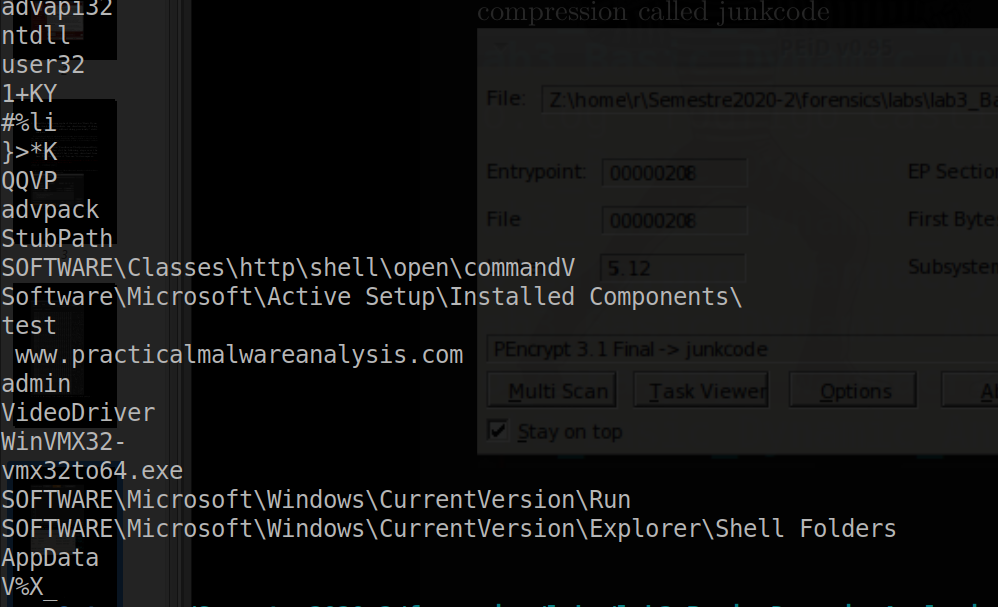 advapi32
ntdll
user32
1+KY
#%li
}>*K
QQVP
advpack
StubPath
SOFTWARE\Classes\http\shell\open\commandV
Software\Microsoft\Active Setup\Installed Components\
test
www.practicalmalwareanalysis.com
admin
VideoDriver
WinVMX32-
vmx32to64.exe
SOFTWARE\Microsoft\Windows\CurrentVersion\Run
SOFTWARE\Microsoft\Windows\CurrentVersion\Explorer\Shell Folders
AppData
V%X_
compression called junkcode
PEiD v0.95
File: Z:\home\r\Semestre2020-2\forensics\labs\lab3_Ba
Entrypoint: 00000208 EP Section
File 00000208 First Byte
5.12 Subsystem
PEncrypt 3.1 Final -> junkcode
Multi Scan Task Viewer Options
Stay on top